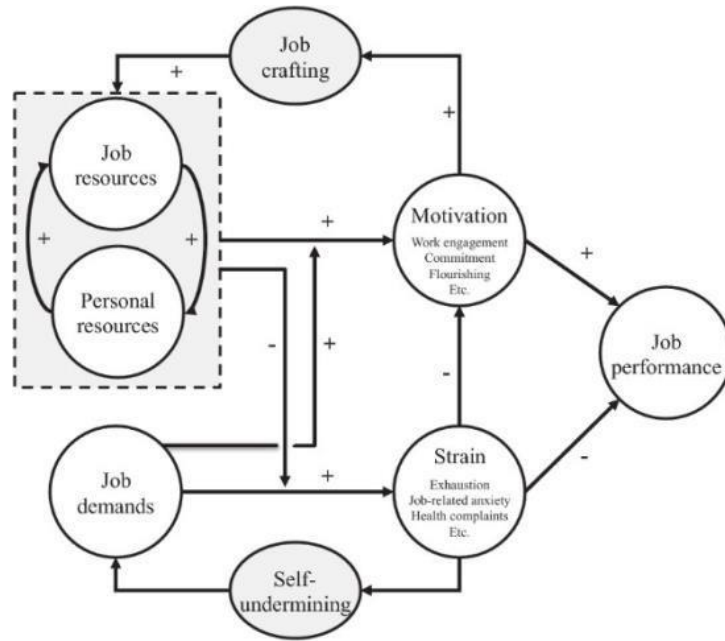 Job
crafting
+
+
Job
resources
+
+
Personal
resources
+
Motivation
Work engagement
Commitment
Flourishing
Etc.
+
-
+
-
Job
performance
Job
demands
+
Strain
Exhaustion
Job-related anxiety
Health complaints
Etc.
-
Self-
undermining